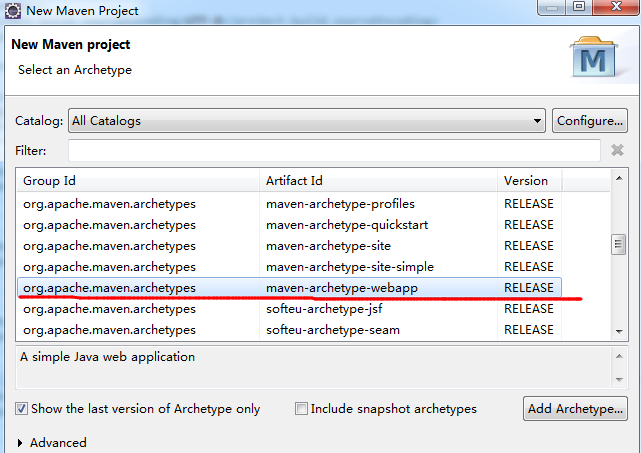 New Maven Project
New Maven project
Select an Archetype
M
Catalog: All Catalogs Configure...
Filter:
Group Id Artifact Id Version
org.apache.maven.archetypes maven-archetype-profiles RELEASE
org.apache.maven.archetypes maven-archetype-quickstart RELEASE
org.apache.maven.archetypes maven-archetype-site RELEASE
org.apache.maven.archetypes maven-archetype-site-simple RELEASE
org.apache.maven.archetypes maven-archetype-webapp RELEASE
org.apache.maven.archetypes softeu-archetype-jsf RELEASE
org.apache.maven.archetypes softeu-archetype-seam RELEASE
A simple Java web application
Show the last version of Archetype only Include snapshot archetypes Add Archetype...
Advanced